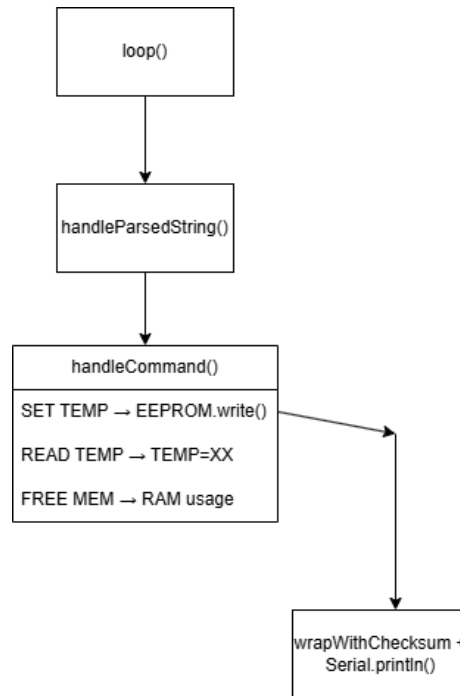 loop()
handleParsedString()
handleCommand()
SET TEMP → EEPROM.write()
READ TEMP → TEMP=XX
FREE MEM → RAM usage
wrapWithChecksum +
Serial.println()